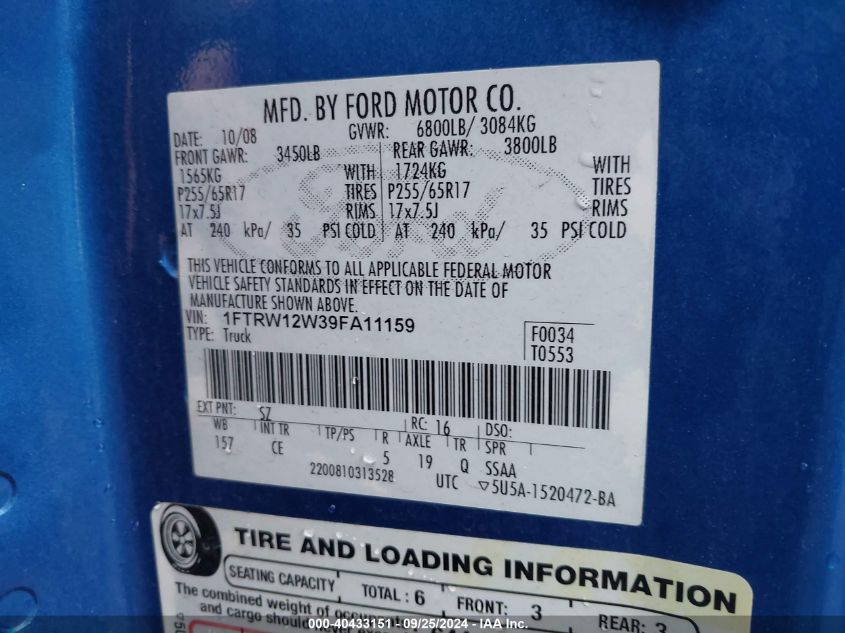 MFD. BY FORD MOTOR CO.
DATE: 10/08 GVWR: 6800LB/ 3084KG
FRONT GAWR: 3450LB REAR GAWR: 3800LB
1565KG WITH 1724KG WITH
P255/65R17 TIRES P255/65R17 TIRES
17x7.5J RIMS 17x7.5J RIMS
AT 240 kPa/ 35 PSI COLD AT 240 kPa/ 35 PSI COLD
THIS VEHICLE CONFORMS TO ALL APPLICABLE FEDERAL MOTOR
VEHICLE SAFETY STANDARDS IN EFFECT ON THE DATE OF
MANUFACTURE SHOWN ABOVE.
VIN: 1FTRW12W39FA11159
TYPE: Truck
F0034
T0553
EXT PNT: SZ RC: 16 DSO:
WB INT TR TP/PS R AXLE TR SPR
157 CE 5 19 Q SSAA
2200810313528 UTC ▽5U5A-1520472-BA
TIRE AND LOADING INFORMATION
SEATING CAPACITY TOTAL: 6 FRONT: 3 REAR: 3
The combined weight of
and cargo should never
000-40433151 - 09/25/2024 -